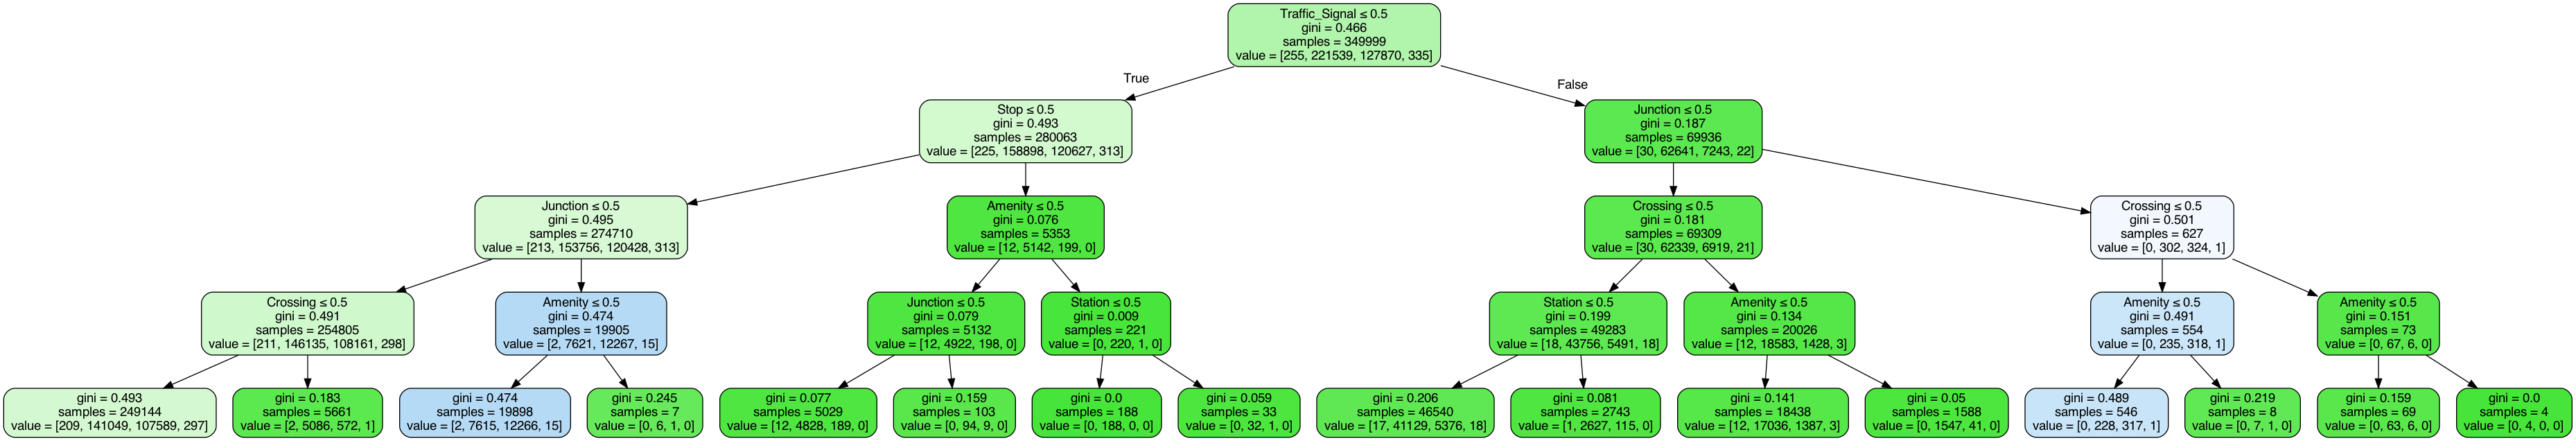 Traffic_Signal ≤ 0.5
gini = 0.466
samples = 349999
value = [255, 221539, 127870, 335]
True
False
Stop ≤ 0.5
gini = 0.493
samples = 280063
value = [225, 158898, 120627, 313]
Junction ≤ 0.5
gini = 0.187
samples = 69936
value = [30, 62641, 7243, 22]
Junction ≤ 0.5
gini = 0.495
samples = 274710
value = [213, 153756, 120428, 313]
Amenity ≤ 0.5
gini = 0.076
samples = 5353
value = [12, 5142, 199, 0]
Crossing ≤ 0.5
gini = 0.181
samples = 69309
value = [30, 62339, 6919, 21]
Crossing ≤ 0.5
gini = 0.501
samples = 627
value = [0, 302, 324, 1]
Crossing ≤ 0.5
gini = 0.491
samples = 254805
value = [211, 146135, 108161, 298]
Amenity ≤ 0.5
gini = 0.474
samples = 19905
value = [2, 7621, 12267, 15]
Junction ≤ 0.5
gini = 0.079
samples = 5132
value = [12, 4922, 198, 0]
Station ≤ 0.5
gini = 0.009
samples = 221
value = [0, 220, 1, 0]
Station ≤ 0.5
gini = 0.199
samples = 49283
value = [18, 43756, 5491, 18]
Amenity ≤ 0.5
gini = 0.134
samples = 20026
value = [12, 18583, 1428, 3]
Amenity ≤ 0.5
gini = 0.491
samples = 554
value = [0, 235, 318, 1]
Amenity ≤ 0.5
gini = 0.151
samples = 73
value = [0, 67, 6, 0]
gini = 0.493
samples = 249144
value = [209, 141049, 107589, 297]
gini = 0.183
samples = 5661
value = [2, 5086, 572, 1]
gini = 0.474
samples = 19898
value = [2, 7615, 12266, 15]
gini = 0.245
samples = 7
value = [0, 6, 1, 0]
gini = 0.077
samples = 5029
value = [12, 4828, 189, 0]
gini = 0.159
samples = 103
value = [0, 94, 9, 0]
gini = 0.0
samples = 188
value = [0, 188, 0, 0]
gini = 0.059
samples = 33
value = [0, 32, 1, 0]
gini = 0.206
samples = 46540
value = [17, 41129, 5376, 18]
gini = 0.081
samples = 2743
value = [1, 2627, 115, 0]
gini = 0.141
samples = 18438
value = [12, 17036, 1387, 3]
gini = 0.05
samples = 1588
value = [0, 1547, 41, 0]
gini = 0.489
samples = 546
value = [0, 228, 317, 1]
gini = 0.219
samples = 8
value = [0, 7, 1, 0]
gini = 0.159
samples = 69
value = [0, 63, 6, 0]
gini = 0.0
samples = 4
value = [0, 4, 0, 0]